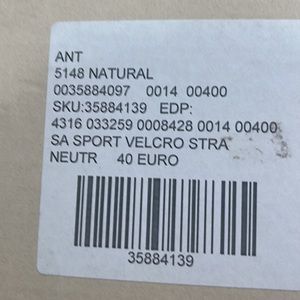 ANT
5148 NATURAL
0035884097 0014 00400
SKU:35884139 EDP:
4316 033259 0008428 0014 00400
SA SPORT VELCRO STRA
NEUTR 40 EURO
35884139